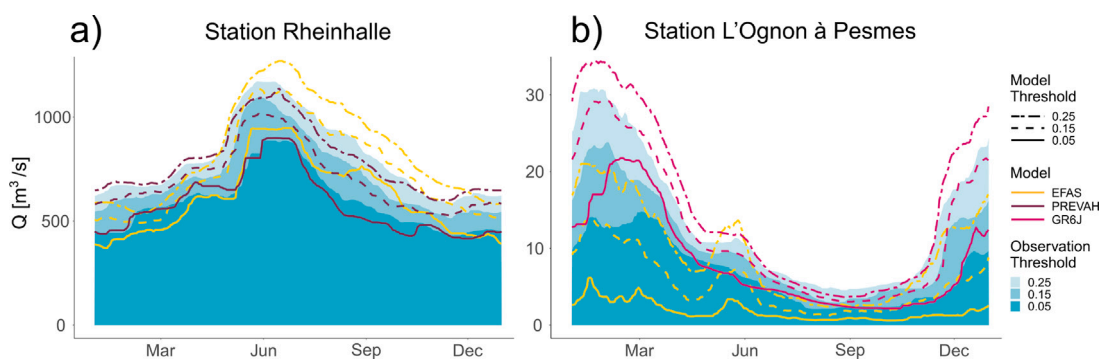 a) Station Rheinhalle
b) Station L'Ognon à Pesmes
Q [m³/s]
1000
500
0
Mar Jun Sep Dec
30
20
10
0
Mar Jun Sep Dec
Model
Threshold
0.25
0.15
0.05
Model
EFAS
PREVAH
GR6J
Observation
Threshold
0.25
0.15
0.05